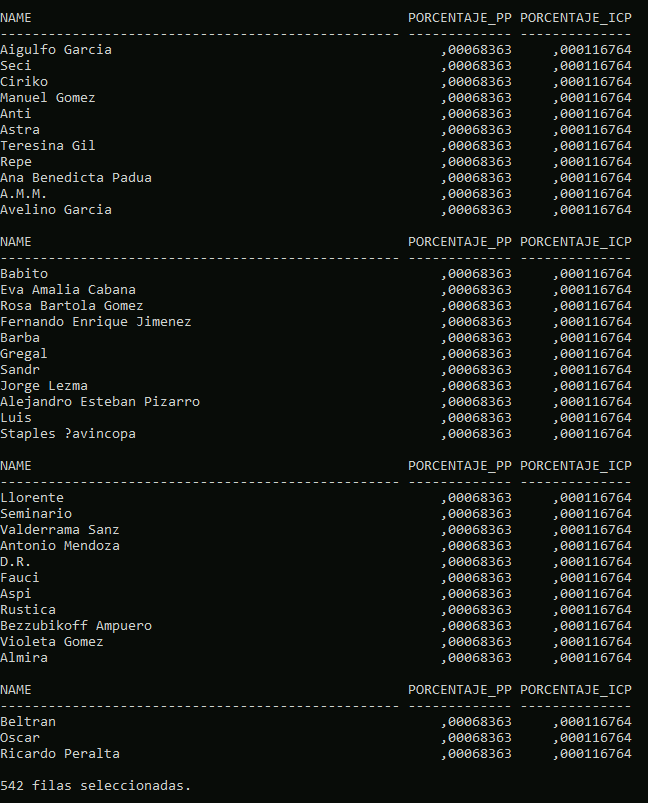 NAME PORCENTAJE_PP PORCENTAJE_ICP
-------------------------------------------------- ------------- --------------
Aigulfo Garcia ,00068363 ,000116764
Seci ,00068363 ,000116764
Ciriko ,00068363 ,000116764
Manuel Gomez ,00068363 ,000116764
Anti ,00068363 ,000116764
Astra ,00068363 ,000116764
Teresina Gil ,00068363 ,000116764
Repe ,00068363 ,000116764
Ana Benedicta Padua ,00068363 ,000116764
A.M.M. ,00068363 ,000116764
Avelino Garcia ,00068363 ,000116764
NAME PORCENTAJE_PP PORCENTAJE_ICP
-------------------------------------------------- ------------- --------------
Babito ,00068363 ,000116764
Eva Amalia Cabana ,00068363 ,000116764
Rosa Bartola Gomez ,00068363 ,000116764
Fernando Enrique Jimenez ,00068363 ,000116764
Barba ,00068363 ,000116764
Gregal ,00068363 ,000116764
Sandr ,00068363 ,000116764
Jorge Lezma ,00068363 ,000116764
Alejandro Esteban Pizarro ,00068363 ,000116764
Luis ,00068363 ,000116764
Staples ?avincopa ,00068363 ,000116764
NAME PORCENTAJE_PP PORCENTAJE_ICP
-------------------------------------------------- ------------- --------------
Llorente ,00068363 ,000116764
Seminario ,00068363 ,000116764
Valderrama Sanz ,00068363 ,000116764
Antonio Mendoza ,00068363 ,000116764
D.R. ,00068363 ,000116764
Fauci ,00068363 ,000116764
Aspi ,00068363 ,000116764
Rustica ,00068363 ,000116764
Bezzubikoff Ampuero ,00068363 ,000116764
Violeta Gomez ,00068363 ,000116764
Almira ,00068363 ,000116764
NAME PORCENTAJE_PP PORCENTAJE_ICP
-------------------------------------------------- ------------- --------------
Beltran ,00068363 ,000116764
Oscar ,00068363 ,000116764
Ricardo Peralta ,00068363 ,000116764
542 filas seleccionadas.